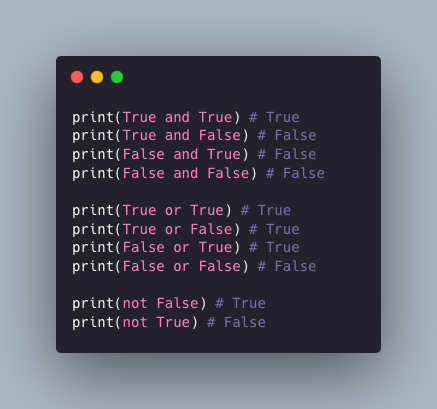 print(True and True) # True
print(True and False) # False
print(False and True) # False
print(False and False) # False
print(True or True) # True
print(True or False) # True
print(False or True) # True
print(False or False) # False
print(not False) # True
print(not True) # False